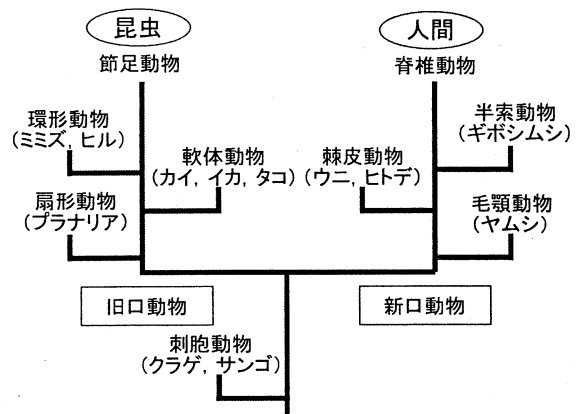 昆虫
節足動物
人間
脊椎動物
環形動物
(ミミズ, ヒル)
軟体動物
(カイ, イカ, タコ)
棘皮動物
(ウニ, ヒトデ)
半索動物
(ギボシムシ)
扇形動物
(プラナリア)
毛顎動物
(ヤムシ)
旧口動物
新口動物
刺胞動物
(クラゲ, サンゴ)